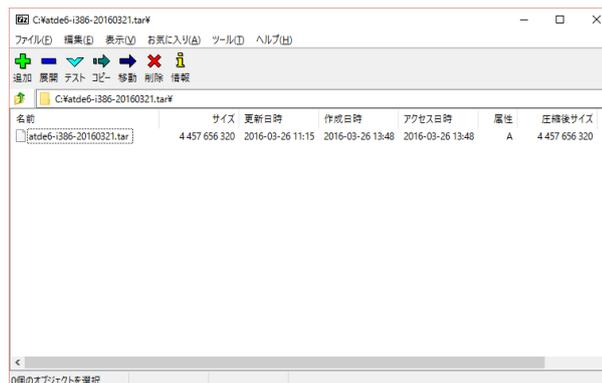 7z C:¥atde6-i386-20160321.tar¥
ファイル(F) 編集(E) 表示(V) お気に入り(A) ツール(T) ヘルプ(H)
追加 展開 テスト コピー 移動 削除 情報
C:¥atde6-i386-20160321.tar¥
名前 サイズ 更新日時 作成日時 アクセス日時 属性 圧縮後サイズ
atde6-i386-20160321.tar 4 457 656 320 2016-03-26 11:15 2016-03-26 13:48 2016-03-26 13:48 A 4 457 656 320
0個のオブジェクトを選択